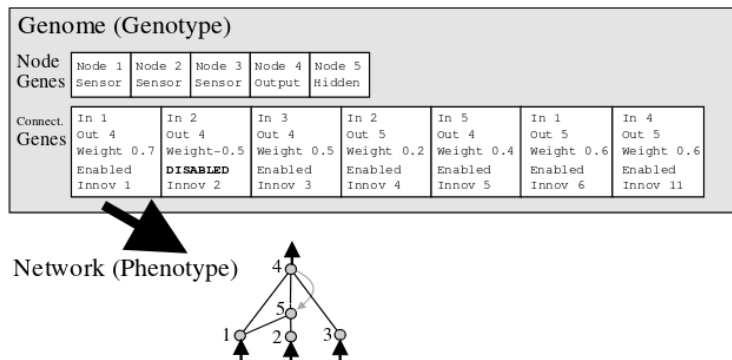 Genome (Genotype)
Node Genes
Node 1 Sensor
Node 2 Sensor
Node 3 Sensor
Node 4 Output
Node 5 Hidden
Connect. Genes
In 1
Out 4
Weight 0.7
Enabled
Innov 1
In 2
Out 4
Weight-0.5
DISABLED
Innov 2
In 3
Out 4
Weight 0.5
Enabled
Innov 3
In 2
Out 5
Weight 0.2
Enabled
Innov 4
In 5
Out 4
Weight 0.4
Enabled
Innov 5
In 1
Out 5
Weight 0.6
Enabled
Innov 6
In 4
Out 5
Weight 0.6
Enabled
Innov 11
Network (Phenotype)
4
5
1
2
3